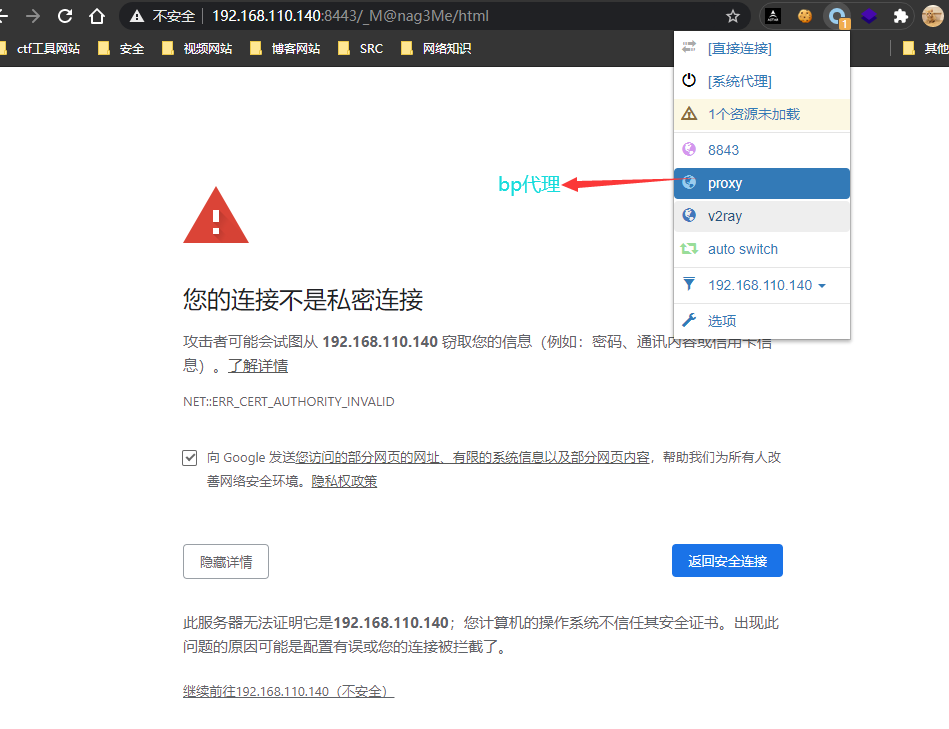 不安全 192.168.110.140:8443/_M@nag3Me/html
1
ctf工具网站 安全 视频网站 博客网站 SRC 网络知识 其他
[直接连接]
[系统代理]
1个资源未加载
8843
bp代理
proxy
v2ray
auto switch
192.168.110.140
选项
您的连接不是私密连接
攻击者可能会试图从 192.168.110.140 窃取您的信息（例如：密码、通讯内容或信用卡信
息）。了解详情
NET::ERR_CERT_AUTHORITY_INVALID
向 Google 发送您访问的部分网页的网址、有限的系统信息以及部分网页内容，帮助我们为所有人改
善网络安全环境。隐私权政策
隐藏详情
返回安全连接
此服务器无法证明它是192.168.110.140；您计算机的操作系统不信任其安全证书。出现此
问题的原因可能是配置有误或您的连接被拦截了。
继续前往192.168.110.140（不安全）